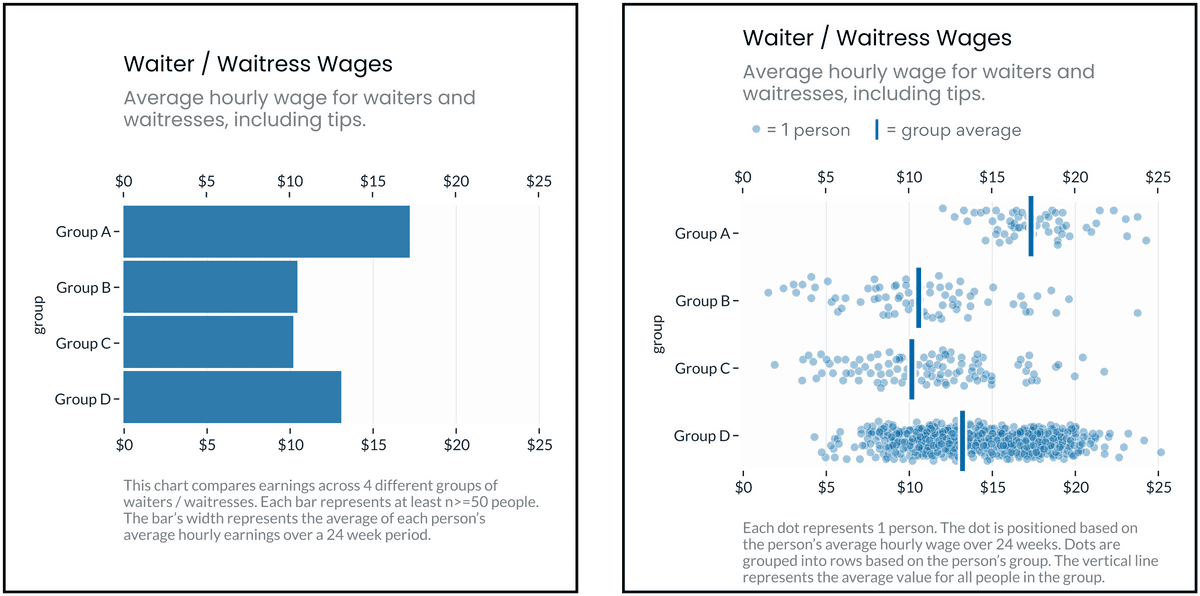 Waiter / Waitress Wages
Average hourly wage for waiters and
waitresses, including tips.
$0 $5 $10 $15 $20 $25
Group A
Group B
Group C
Group D
group
$0 $5 $10 $15 $20 $25
This chart compares earnings across 4 different groups of
waiters / waitresses. Each bar represents at least n>=50 people.
The bar's width represents the average of each person's
average hourly earnings over a 24 week period.
Waiter / Waitress Wages
Average hourly wage for waiters and
waitresses, including tips.
= 1 person = group average
$0 $5 $10 $15 $20 $25
Group A
Group B
Group C
Group D
group
$0 $5 $10 $15 $20 $25
Each dot represents 1 person. The dot is positioned based on
the person's average hourly wage over 24 weeks. Dots are
grouped into rows based on the person's group. The vertical line
represents the average value for all people in the group.